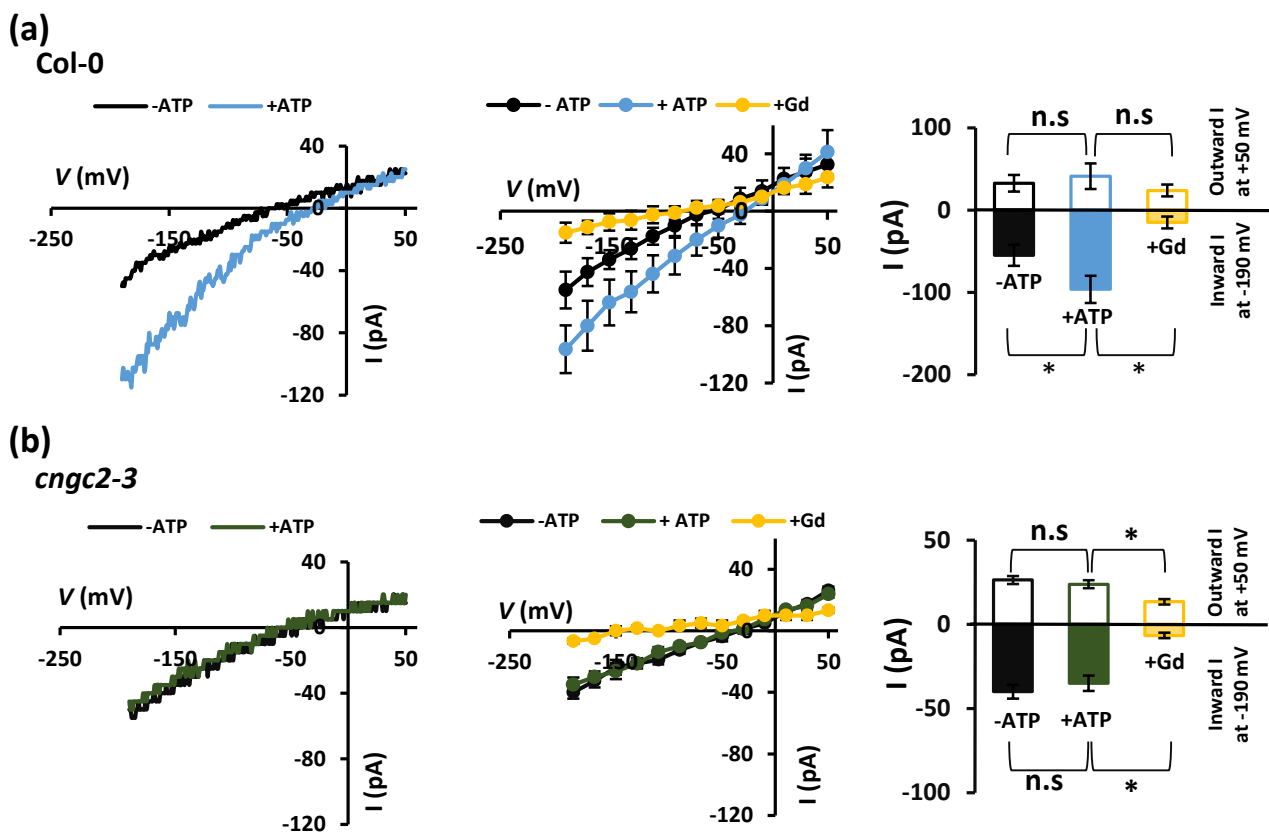 (a)
Col-0
-ATP +ATP
40
V (mV)
0
-250 -150 -50 50
-40
-80
-120
I (pA)
- ATP + ATP +Gd
40
V (mV)
0
-250 -150 -50 50
-40
-80
-120
I (pA)
n.s n.s
100
0
-100
-200
I (pA)
-ATP
+ATP
+Gd
* *
Outward I
at +50 mV
Inward I
at -190 mV
(b)
cngc2-3
-ATP +ATP
40
V (mV)
0
-250 -150 -50 50
-40
-80
-120
I (pA)
-ATP + ATP +Gd
40
V (mV)
0
-250 -150 -50 50
-40
-80
-120
I (pA)
n.s *
50
0
-50
-100
I (pA)
-ATP
+ATP
+Gd
n.s *
Outward I
at +50 mV
Inward I
at -190 mV